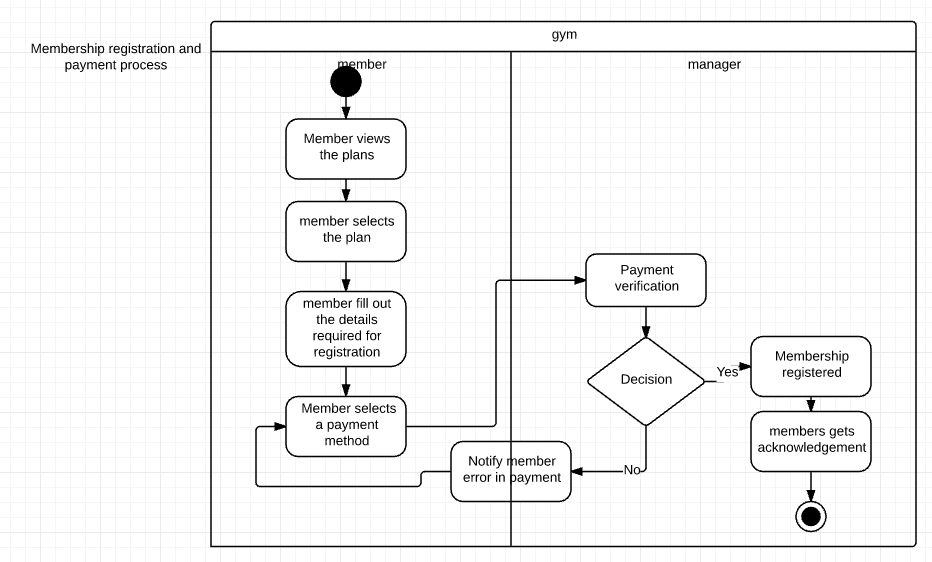 gym
Membership registration and
payment process
member
manager
Member views
the plans
member selects
the plan
member fill out
the details
required for
registration
Member selects
a payment
method
Payment
verification
Decision
Yes
Membership
registered
members gets
acknowledgement
No
Notify member
error in payment